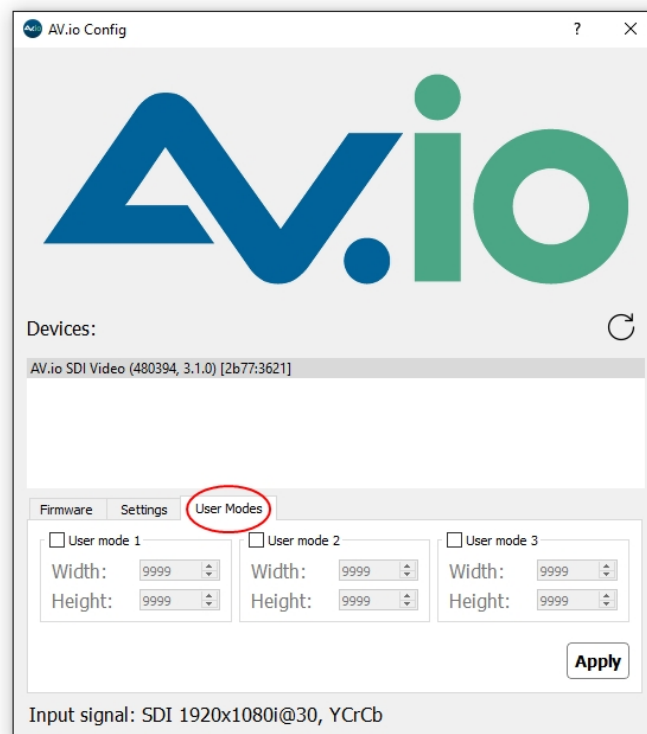 AV.io Config ?
AV.io
Devices:
AV.io SDI Video (480394, 3.1.0) [2b77:3621]
Firmware Settings User Modes
User mode 1 User mode 2 User mode 3
Width: 9999 Width: 9999 Width: 9999
Height: 9999 Height: 9999 Height: 9999
Apply
Input signal: SDI 1920x1080i@30, YCrCb